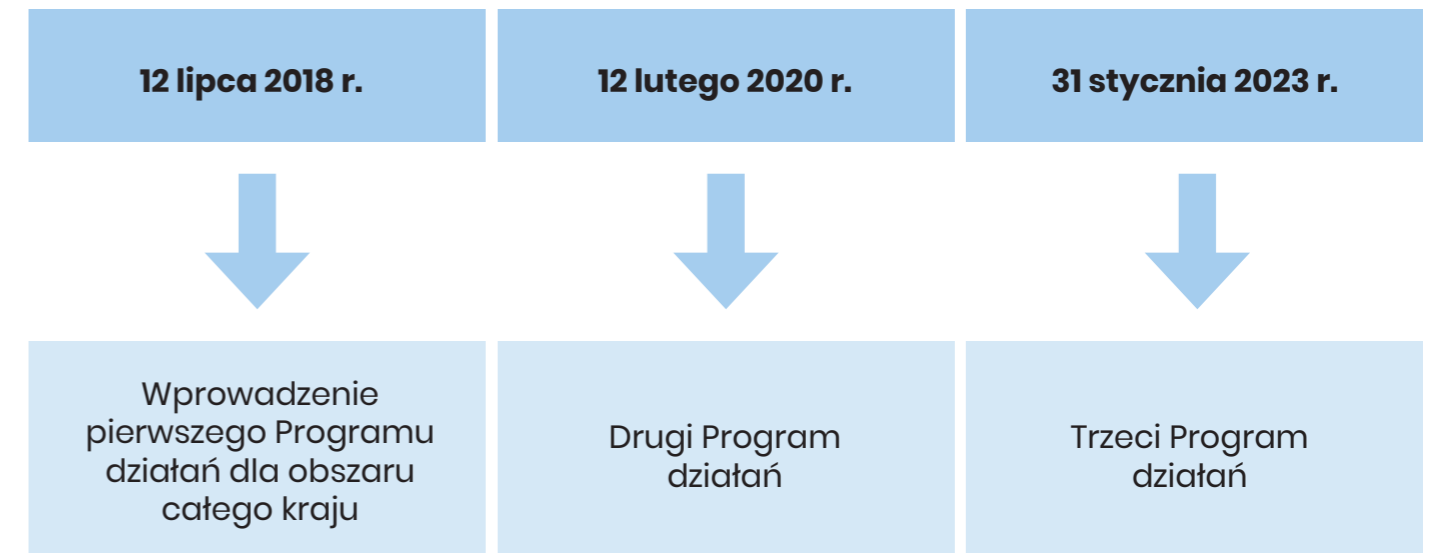 12 lipca 2018 r.
12 lutego 2020 r.
31 stycznia 2023 r.
Wprowadzenie
pierwszego Programu
działań dla obszaru
całego kraju
Drugi Program
działań
Trzeci Program
działań